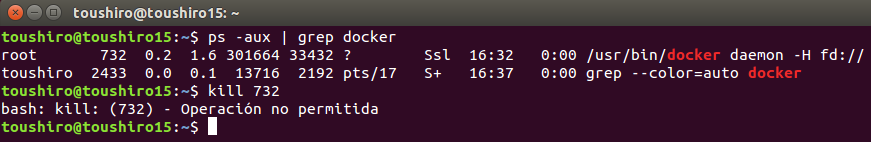 toushiro@toushiro15: ~
toushiro@toushiro15:~$ ps -aux | grep docker
root       732  0.2  1.6 301664 33432 ?        Ssl  16:32   0:00 /usr/bin/docker daemon -H fd://
toushiro  2433  0.0  0.1  13716  2192 pts/17   S+   16:37   0:00 grep --color=auto docker
toushiro@toushiro15:~$ kill 732
bash: kill: (732) - Operación no permitida
toushiro@toushiro15:~$